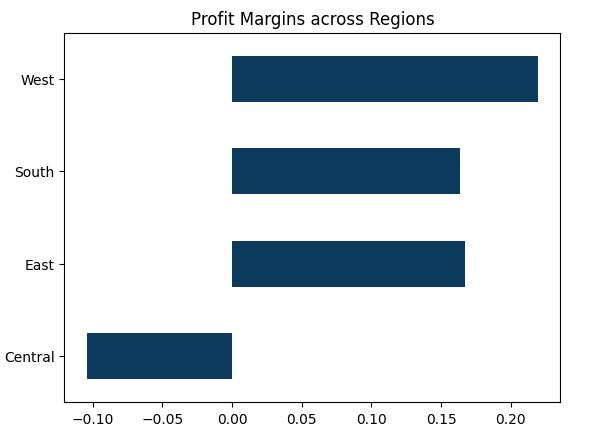 Profit Margins across Regions
West
South
East
Central
−0.10 −0.05 0.00 0.05 0.10 0.15 0.20